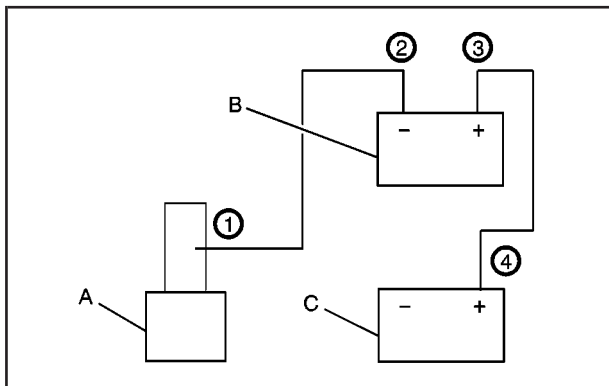 ② ③
B
− +
①
④
A
C
− +